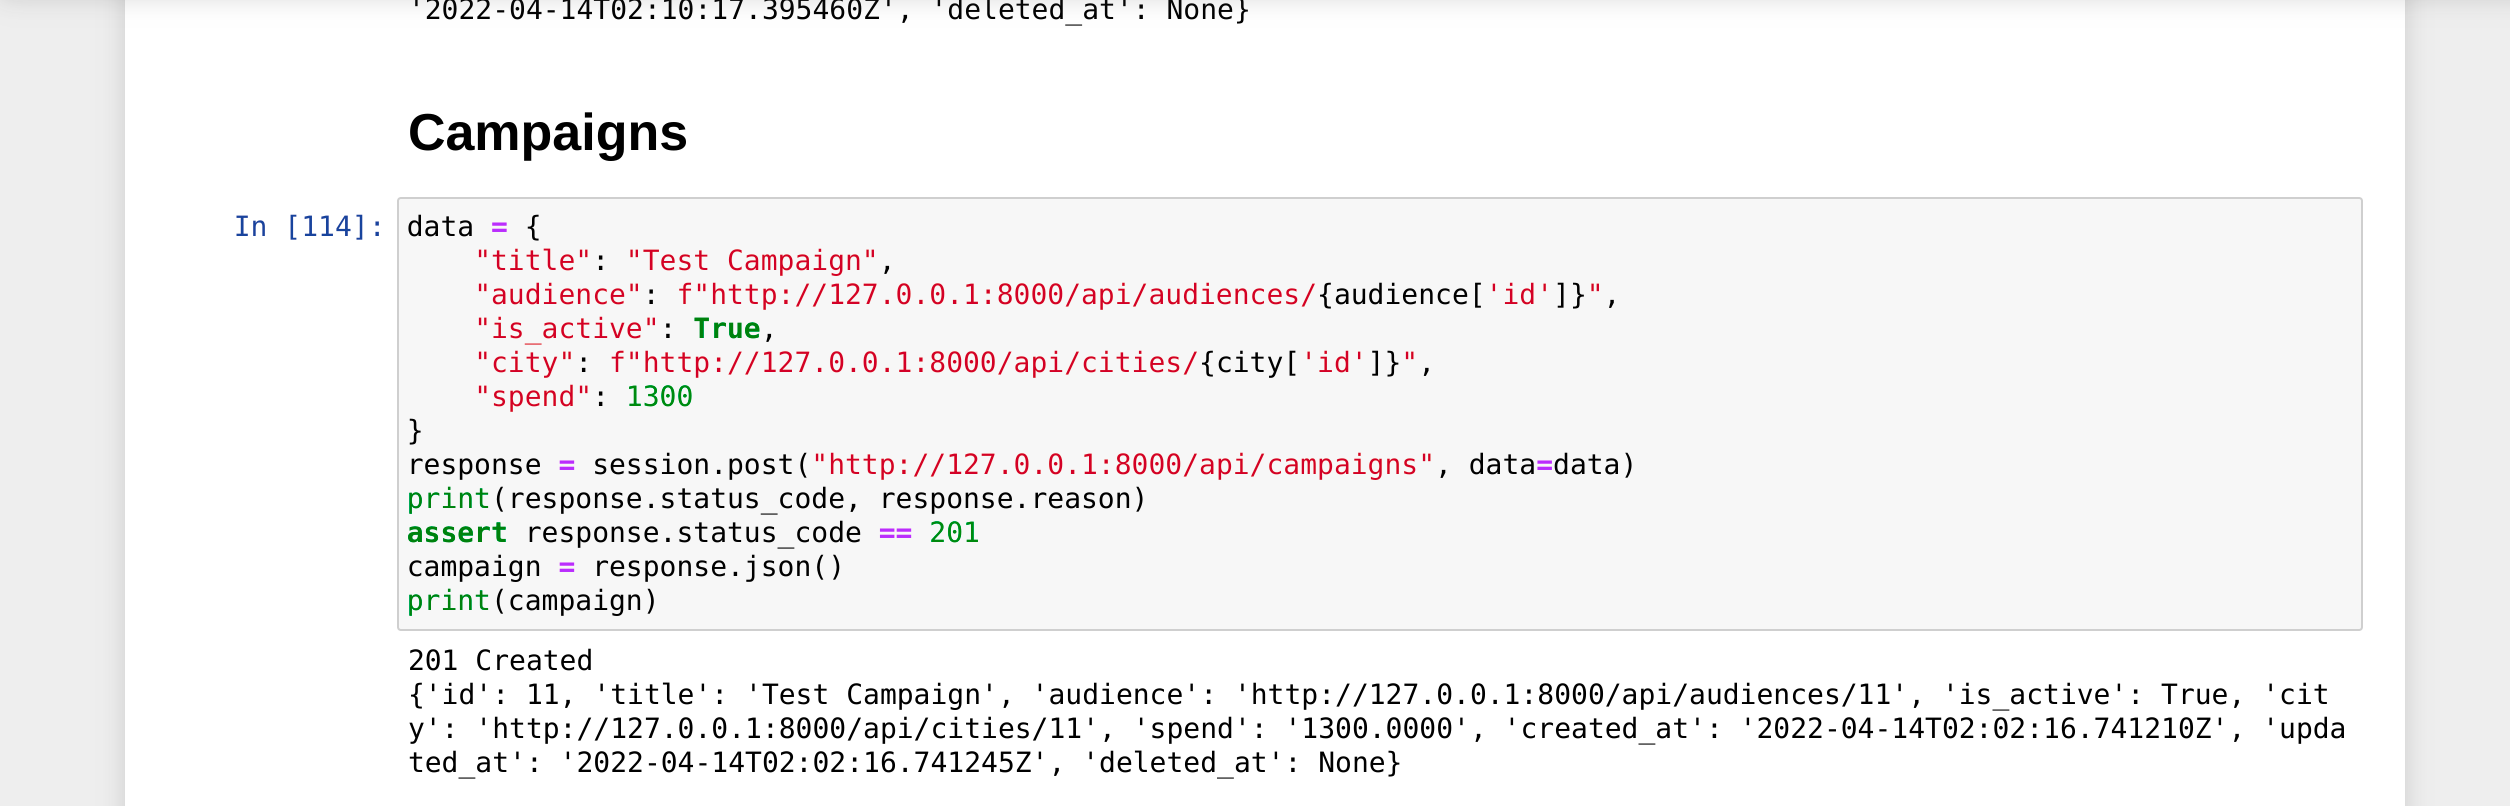 '2022-04-14T02:10:17.395460Z', 'deleted_at': None}
Campaigns
In [114]:
data = {
    "title": "Test Campaign",
    "audience": f"http://127.0.0.1:8000/api/audiences/{audience['id']}",
    "is_active": True,
    "city": f"http://127.0.0.1:8000/api/cities/{city['id']}",
    "spend": 1300
}
response = session.post("http://127.0.0.1:8000/api/campaigns", data=data)
print(response.status_code, response.reason)
assert response.status_code == 201
campaign = response.json()
print(campaign)
201 Created
{'id': 11, 'title': 'Test Campaign', 'audience': 'http://127.0.0.1:8000/api/audiences/11', 'is_active': True, 'cit
y': 'http://127.0.0.1:8000/api/cities/11', 'spend': '1300.0000', 'created_at': '2022-04-14T02:02:16.741210Z', 'upda
ted_at': '2022-04-14T02:02:16.741245Z', 'deleted_at': None}